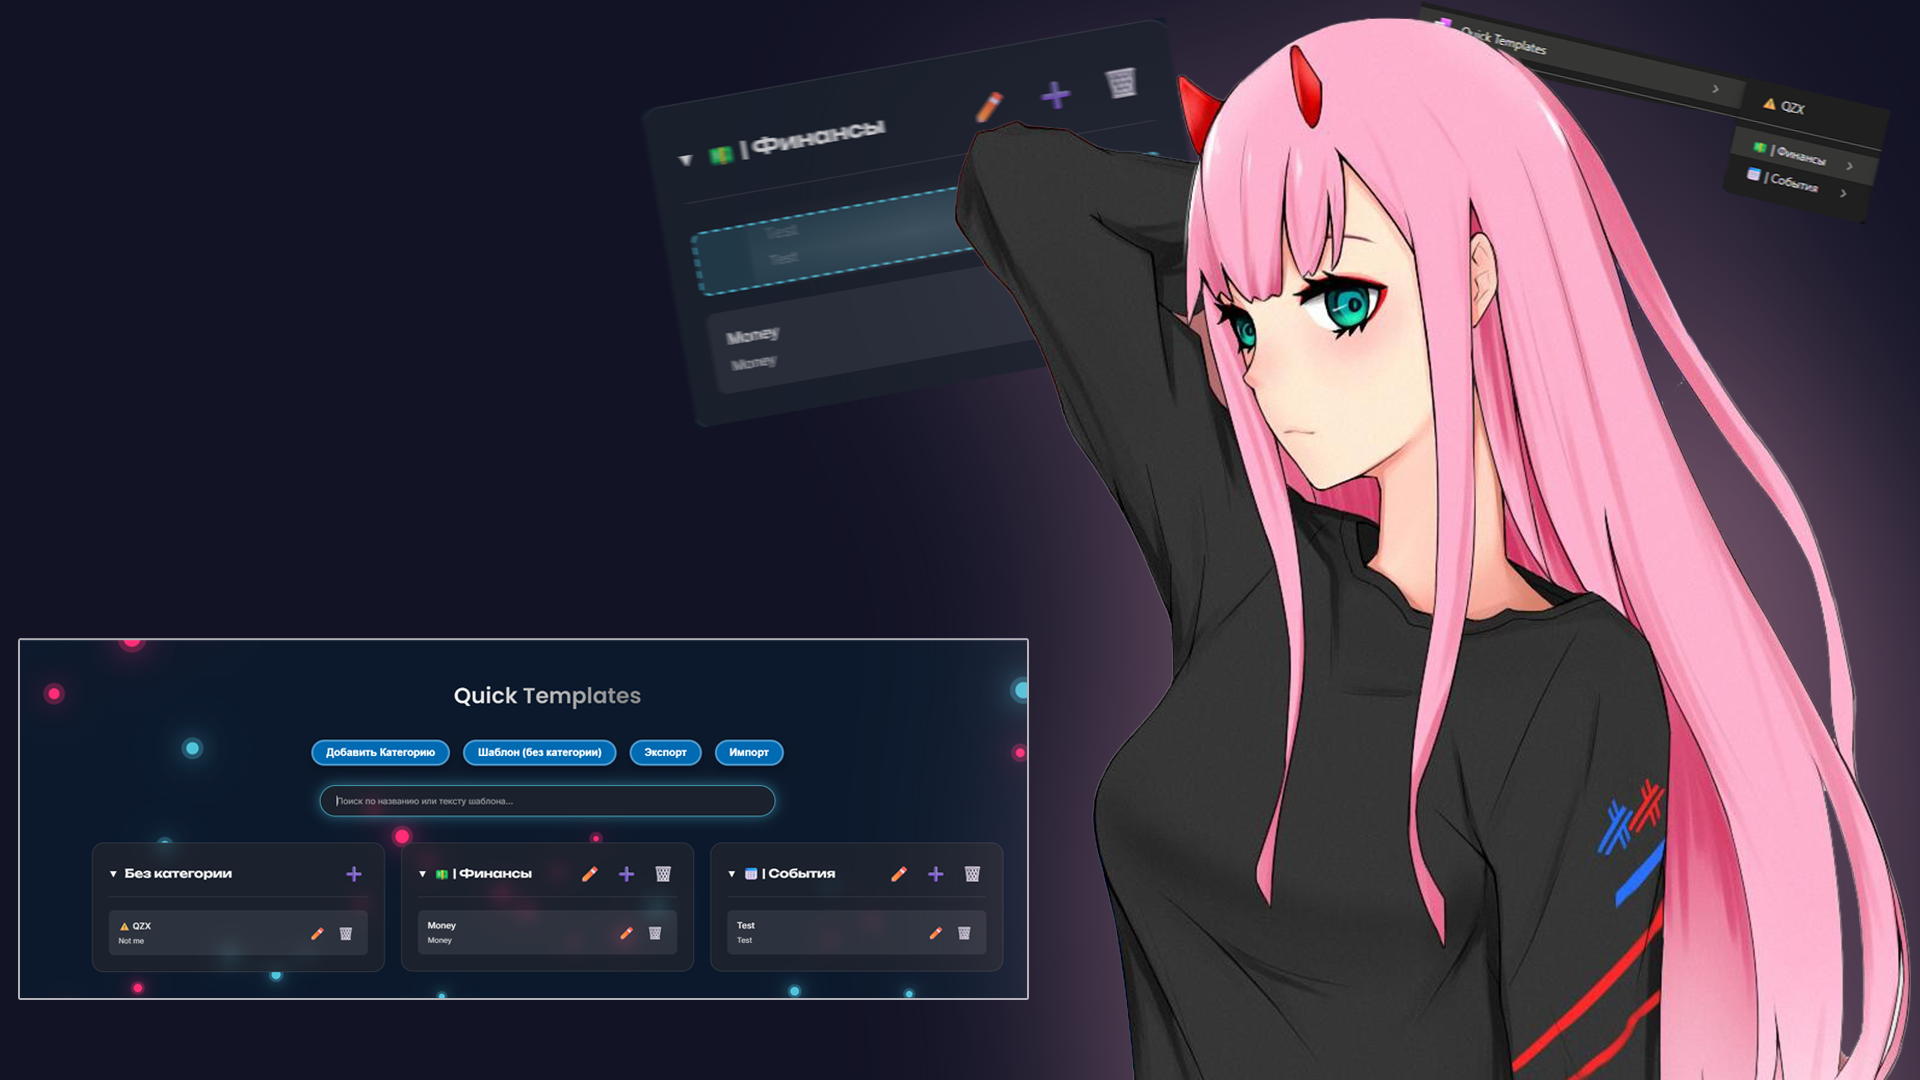 Quick Templates
⚠ QZX
| Финансы
| События
▼ | Финансы
Test
Test
Money
Money
Quick Templates
Добавить Категорию
Шаблон (без категории)
Экспорт
Импорт
Поиск по названию или тексту шаблона...
▼ Без категории
⚠ QZX
Not me
▼ | Финансы
Money
Money
▼ | События
Test
Test